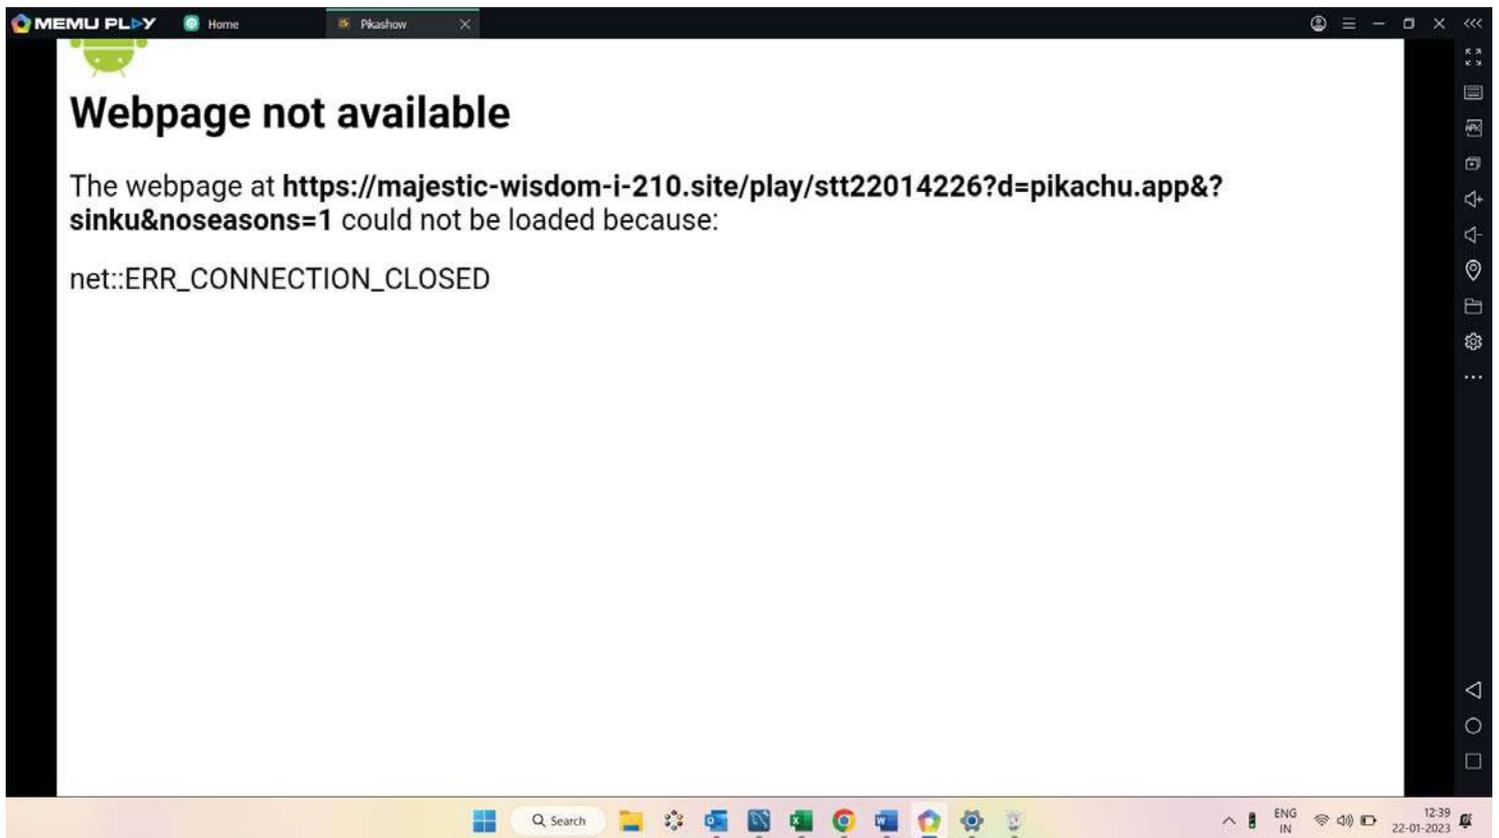 MEMU PLAY Home Pikashow
Webpage not available
The webpage at https://majestic-wisdom-i-210.site/play/stt22014226?d=pikachu.app&?
sinku&noseasons=1 could not be loaded because:
net::ERR_CONNECTION_CLOSED
APK
Search
ENG
IN
12:39
22-01-2023